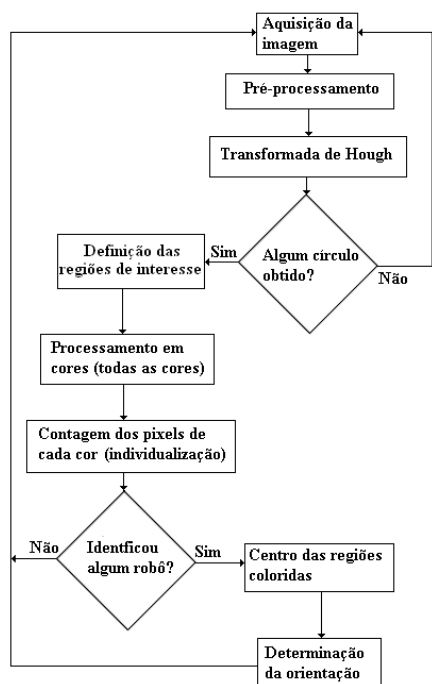 Aquisição da
imagem
Pré-processamento
Transformada de Hough
Algum círculo
obtido?
Sim
Não
Definição das
regiões de interesse
Processamento em
cores (todas as cores)
Contagem dos pixels de
cada cor (individualização)
Identficou
algum robô?
Não
Sim
Centro das regiões
coloridas
Determinação
da orientação